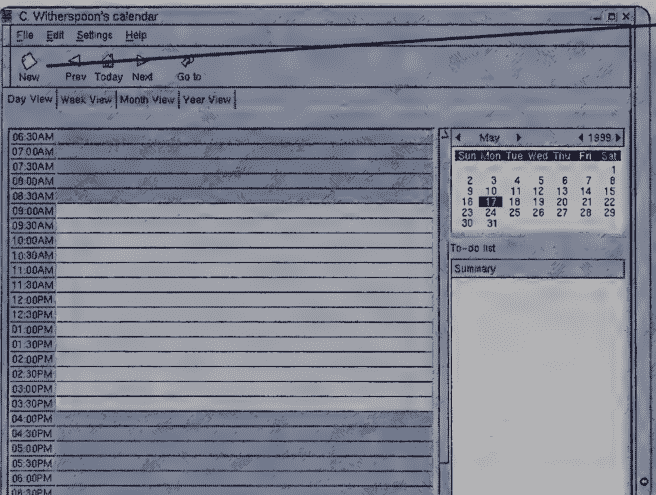 C. Witherspoon's calendar
File Edit Settings Help
New Prev Today Next Go to
Day View Week View Month View Year View
06:30AM
07:00AM
07:30AM
08:00AM
08:30AM
09:00AM
09:30AM
10:00AM
10:30AM
11:00AM
11:30AM
12:00PM
12:30PM
01:00PM
01:30PM
02:00PM
02:30PM
03:00PM
03:30PM
04:00PM
04:30PM
05:00PM
05:30PM
06:00PM
06:30PM
May 1999
Sun Mon Tue Wed Thu Fri Sat
1
2 3 4 5 6 7 8
9 10 11 12 13 14 15
16 17 18 19 20 21 22
23 24 25 26 27 28 29
30 31
To-do list
Summary